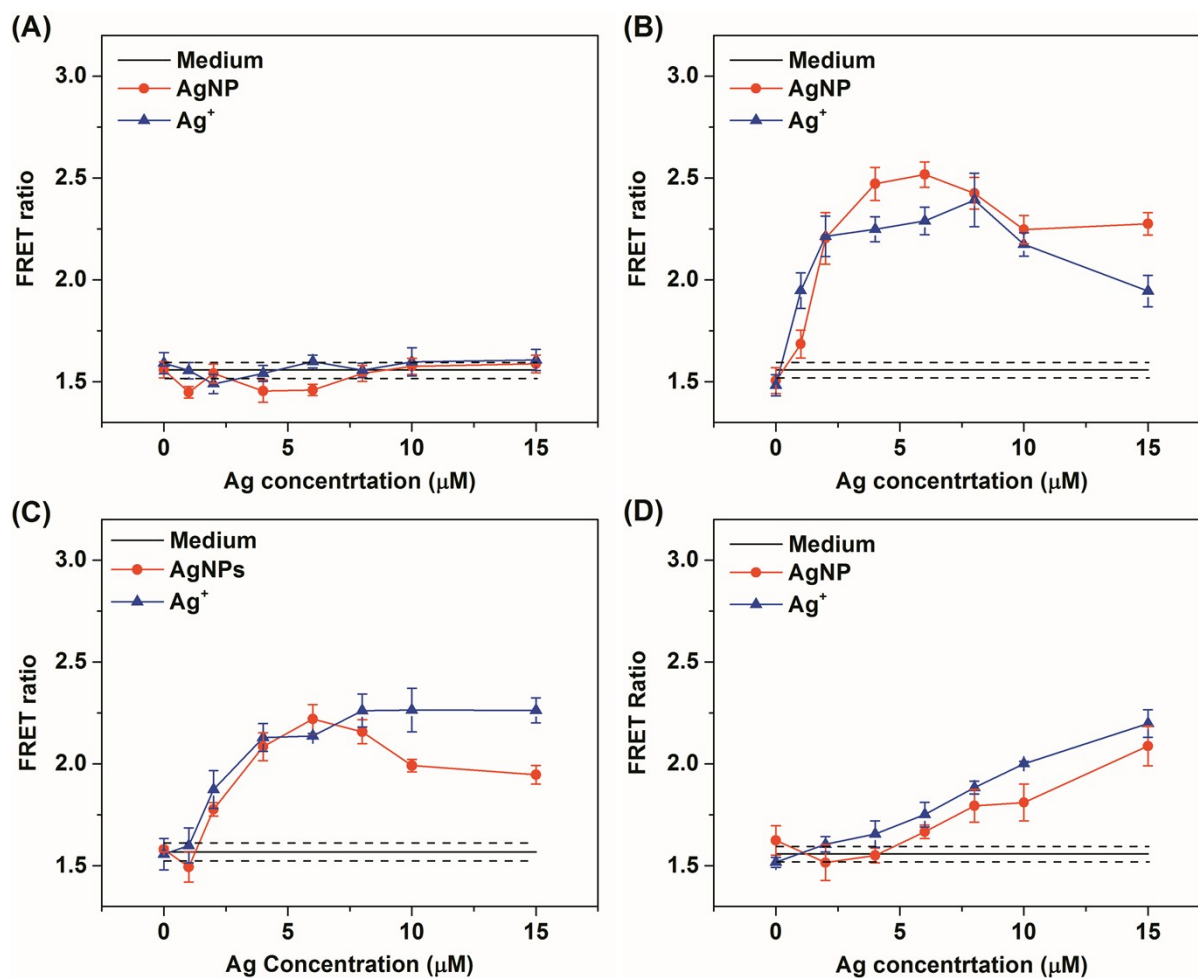 (A)
Medium
AgNP
Ag⁺
3.0
2.5
2.0
1.5
FRET ratio
0 5 10 15
Ag concentrtation (μM)
(B)
Medium
AgNP
Ag⁺
3.0
2.5
2.0
1.5
FRET ratio
0 5 10 15
Ag concentrtation (μM)
(C)
Medium
AgNPs
Ag⁺
3.0
2.5
2.0
1.5
FRET ratio
0 5 10 15
Ag Concentration (μM)
(D)
Medium
AgNP
Ag⁺
3.0
2.5
2.0
1.5
FRET Ratio
0 5 10 15
Ag concentrtation (μM)